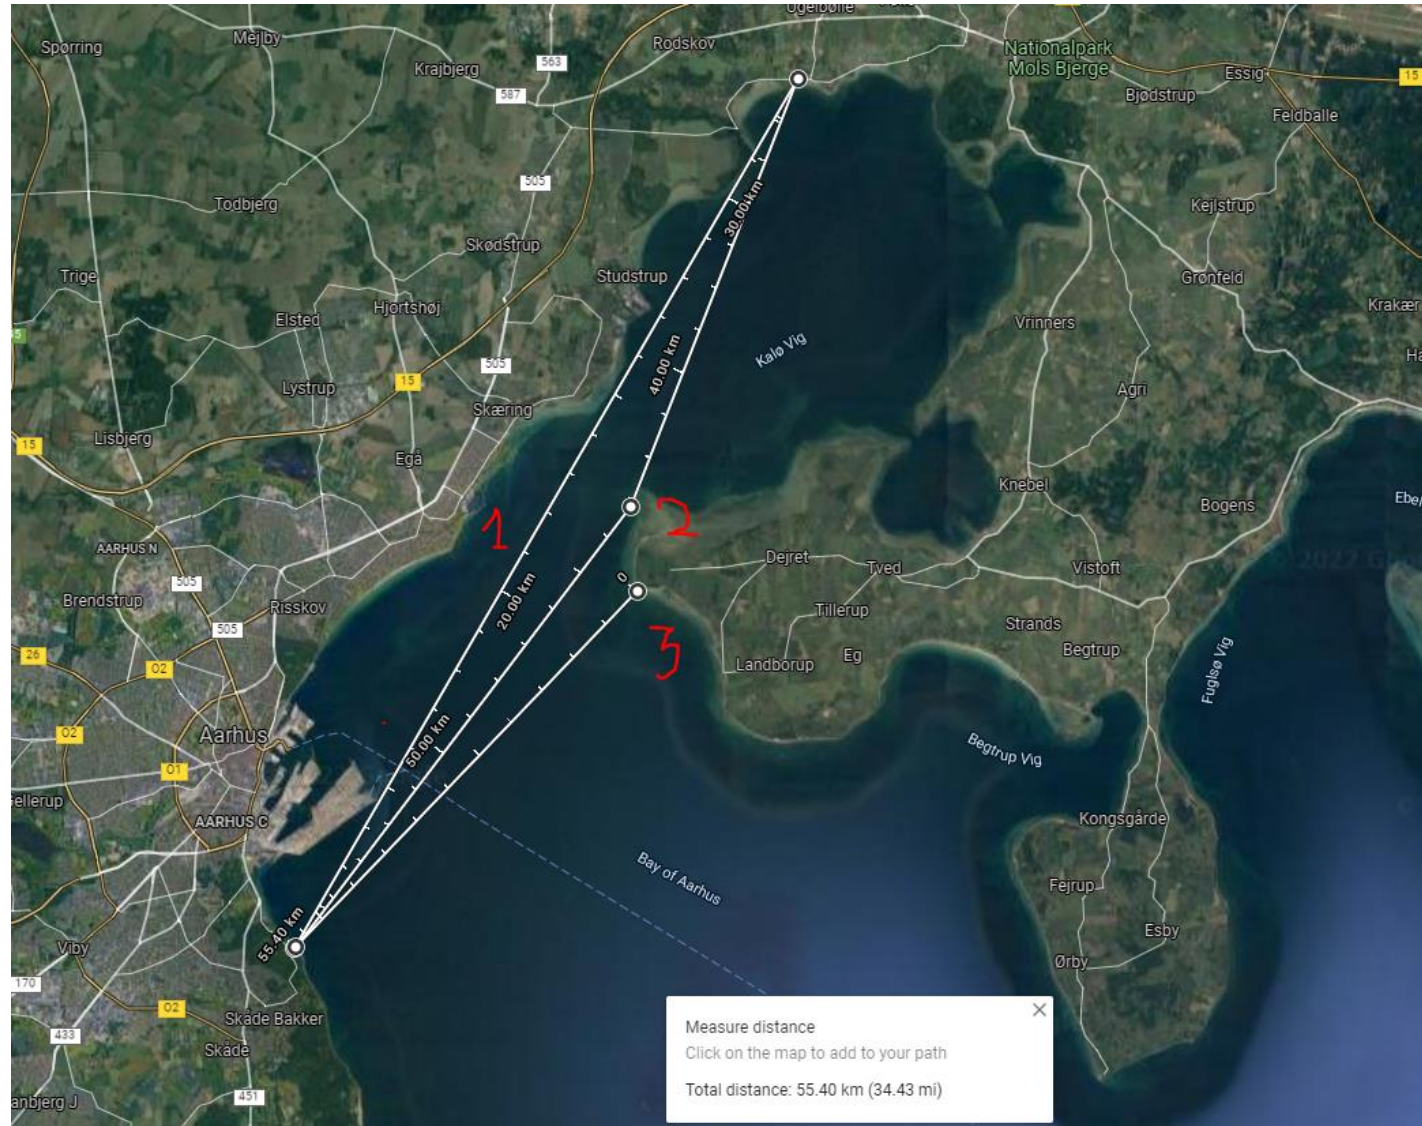 Ugelbølle
Spørring
Mejlby
Rodskov
Nationalpark
Mols Bjerge
Krajbjerg
563
Essig
15
587
Bjødstrup
Feldballe
505
Todbjerg
Kejlstrup
Skødstrup
30.00 km
Trige
Studstrup
Grønfeld
Hjortshøj
Krakær
Elsted
Vrinners
Kalø Vig
505
40.00 km
Lystrup
15
Agri
Skæring
Lisbjerg
15
Egå
Knebel
Bogens
1
2
AARHUS N
Dejret
Tved
Vistoft
505
0
Brendstrup
Risskov
20.00 km
Tillerup
Strands
505
3
Begtrup
26
O2
Landborup
Eg
Fuglsø Vig
O2
Aarhus
50.00 km
Begtrup Vig
O1
AARHUS C
Kongsgårde
Bay of Aarhus
Fejrup
55.40 km
Esby
Viby
Ørby
170
O2
Skåde Bakker
433
Skåde
Measure distance
Click on the map to add to your path
Total distance: 55.40 km (34.43 mi)
451
anbjerg J